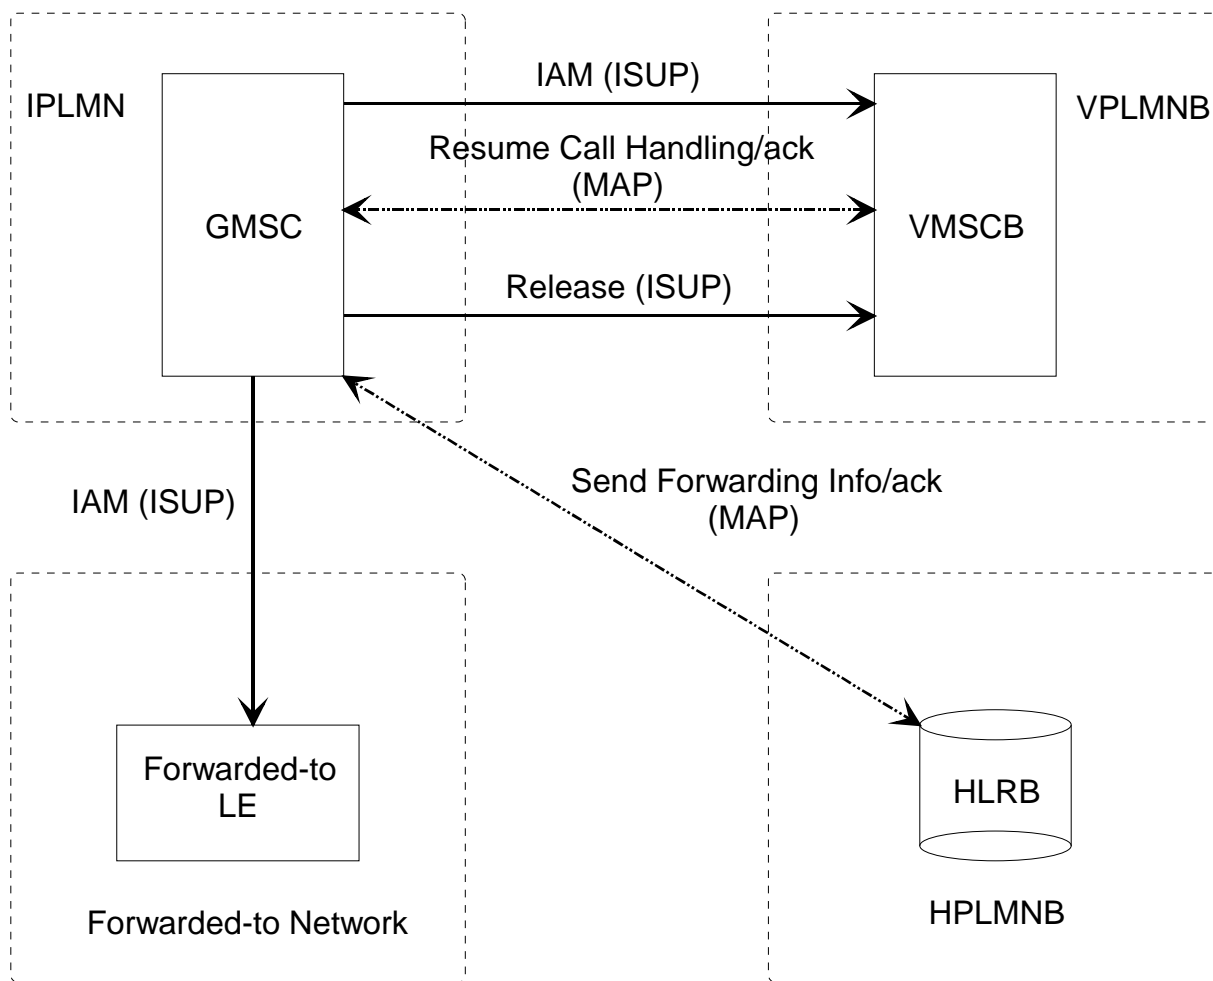 IAM (ISUP)
IPLMN
VPLMNB
Resume Call Handling/ack
(MAP)
GMSC
VMSCB
Release (ISUP)
IAM (ISUP)
Send Forwarding Info/ack
(MAP)
Forwarded-to
LE
HLRB
Forwarded-to Network
HPLMNB